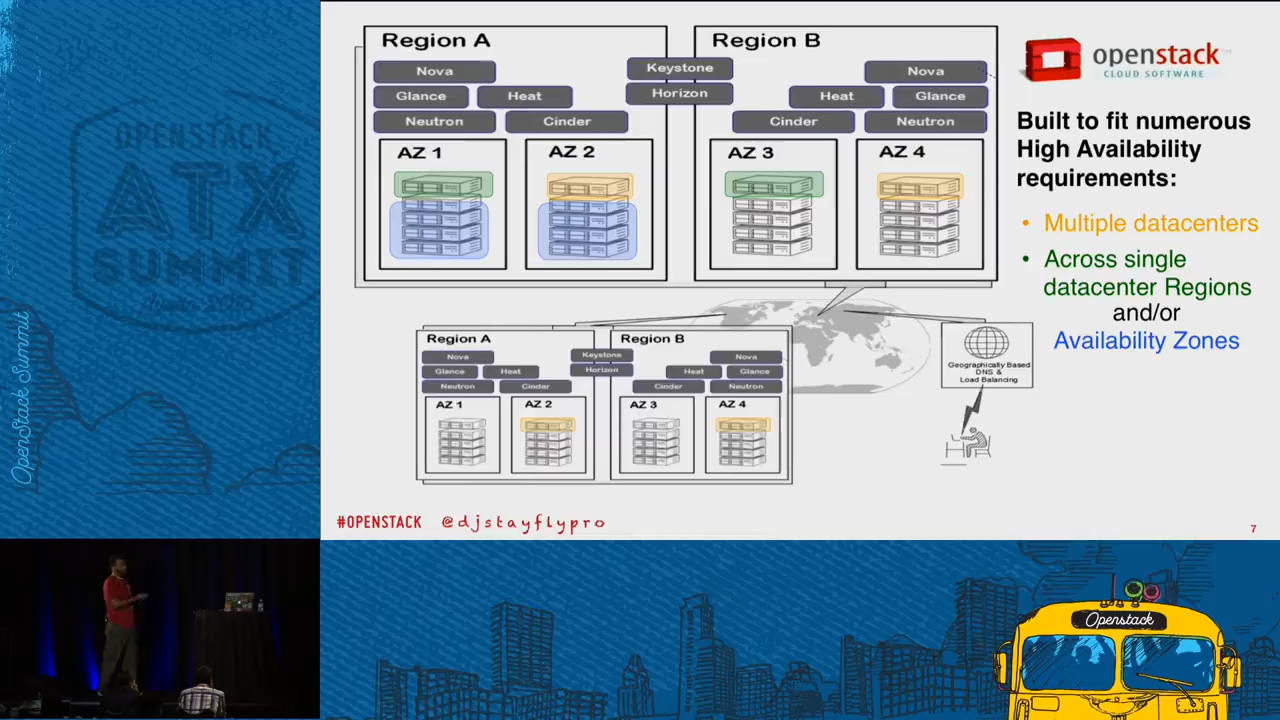 OPENSTACK
ATX
SUMMIT
OpenStack Summit
Region A
Nova
Glance
Heat
Neutron
Cinder
AZ 1
AZ 2
Keystone
Horizon
Region B
Nova
Heat
Glance
Cinder
Neutron
AZ 3
AZ 4
openstack™
CLOUD SOFTWARE
Built to fit numerous
High Availability
requirements:
• Multiple datacenters
• Across single
datacenter Regions
and/or
Availability Zones
Region A
Nova
Glance
Heat
Neutron
Cinder
AZ 1
AZ 2
Keystone
Horizon
Region B
Nova
Heat
Glance
Cinder
Neutron
AZ 3
AZ 4
Geographically Based
DNS &
Load Balancing
#OPENSTACK @djstayflypro
7
Openstack